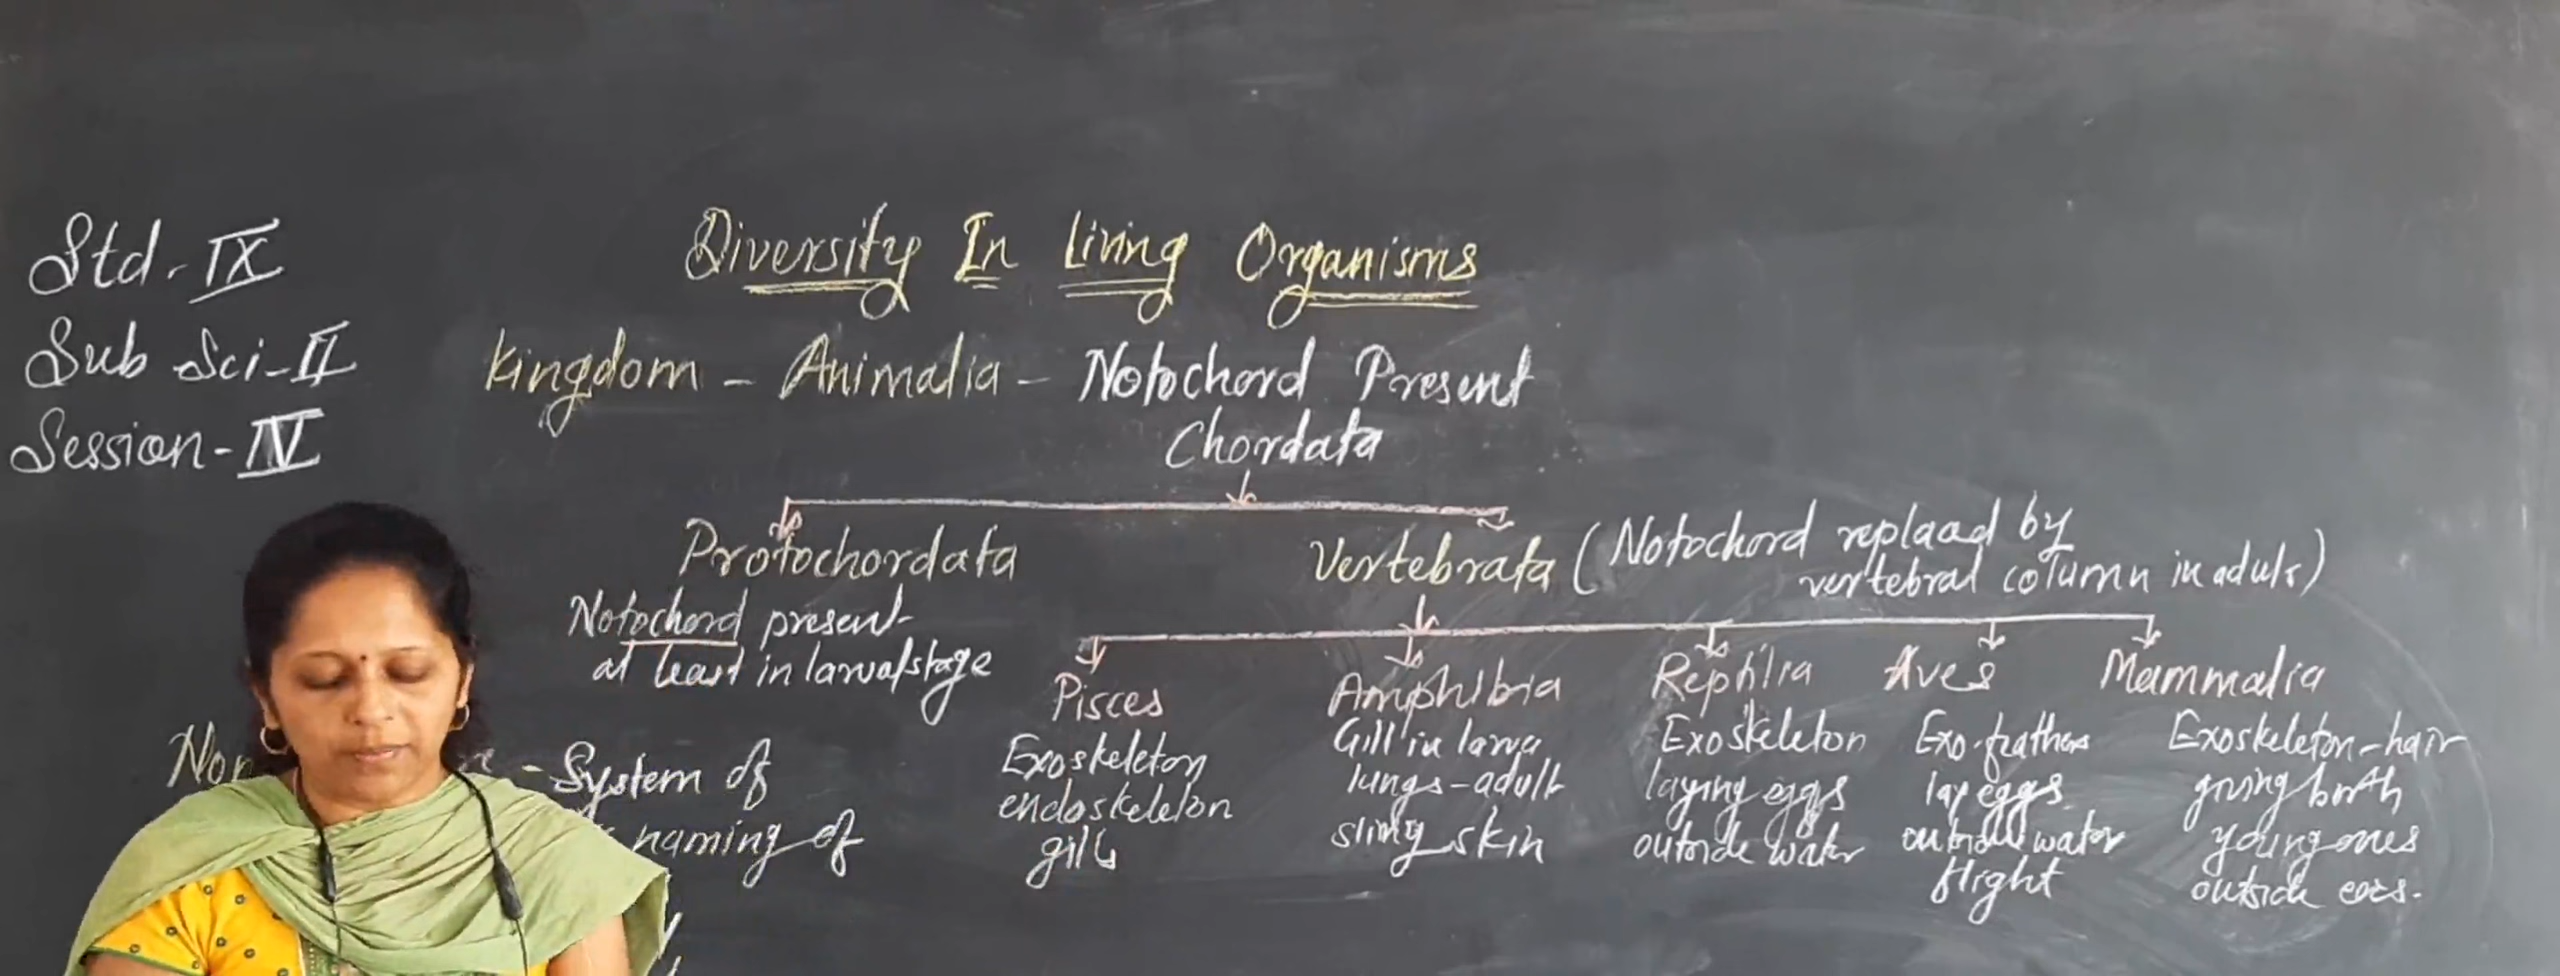 Std. IX
Sub Sci-II
Session-IV
Diversity In Living Organisms
Kingdom - Animalia - Notochord Present
Chordata
Protochordata
Notochord present
at least in larval stage
Vertebrata (Notochord replaced by
vertebral column in adult)
Pisces
Exoskeleton
endoskeleton
gills
Amphibia
Gill in larva
lungs-adult
slimy skin
Reptilia
Exoskeleton
laying eggs
outside water
Aves
Exo-feathers
lay eggs
outside water
flight
Mammalia
Exoskeleton-hair
giving birth
young ones
outside ears.
- System of
naming of